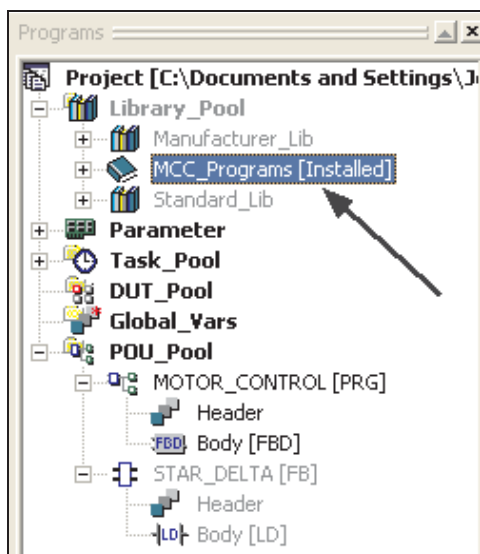 Programs
Project [C:\Documents and Settings\J
Library_Pool
Manufacturer_Lib
MCC_Programs [Installed]
Standard_Lib
Parameter
Task_Pool
DUT_Pool
Global_Vars
POU_Pool
MOTOR_CONTROL [PRG]
Header
FBD Body [FBD]
STAR_DELTA [FB]
Header
LD Body [LD]